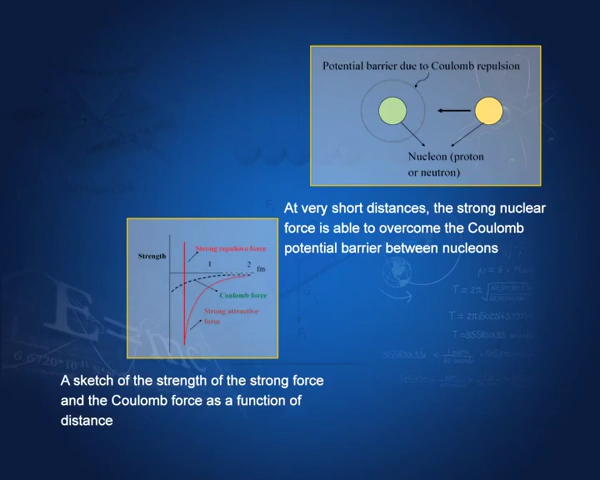 Potential barrier due to Coulomb repulsion
Nucleon (proton
or neutron)
At very short distances, the strong nuclear
force is able to overcome the Coulomb
potential barrier between nucleons
Strong repulsive force
Strength
1
2
fm
Coulomb force
Strong attractive
force
A sketch of the strength of the strong force
and the Coulomb force as a function of
distance